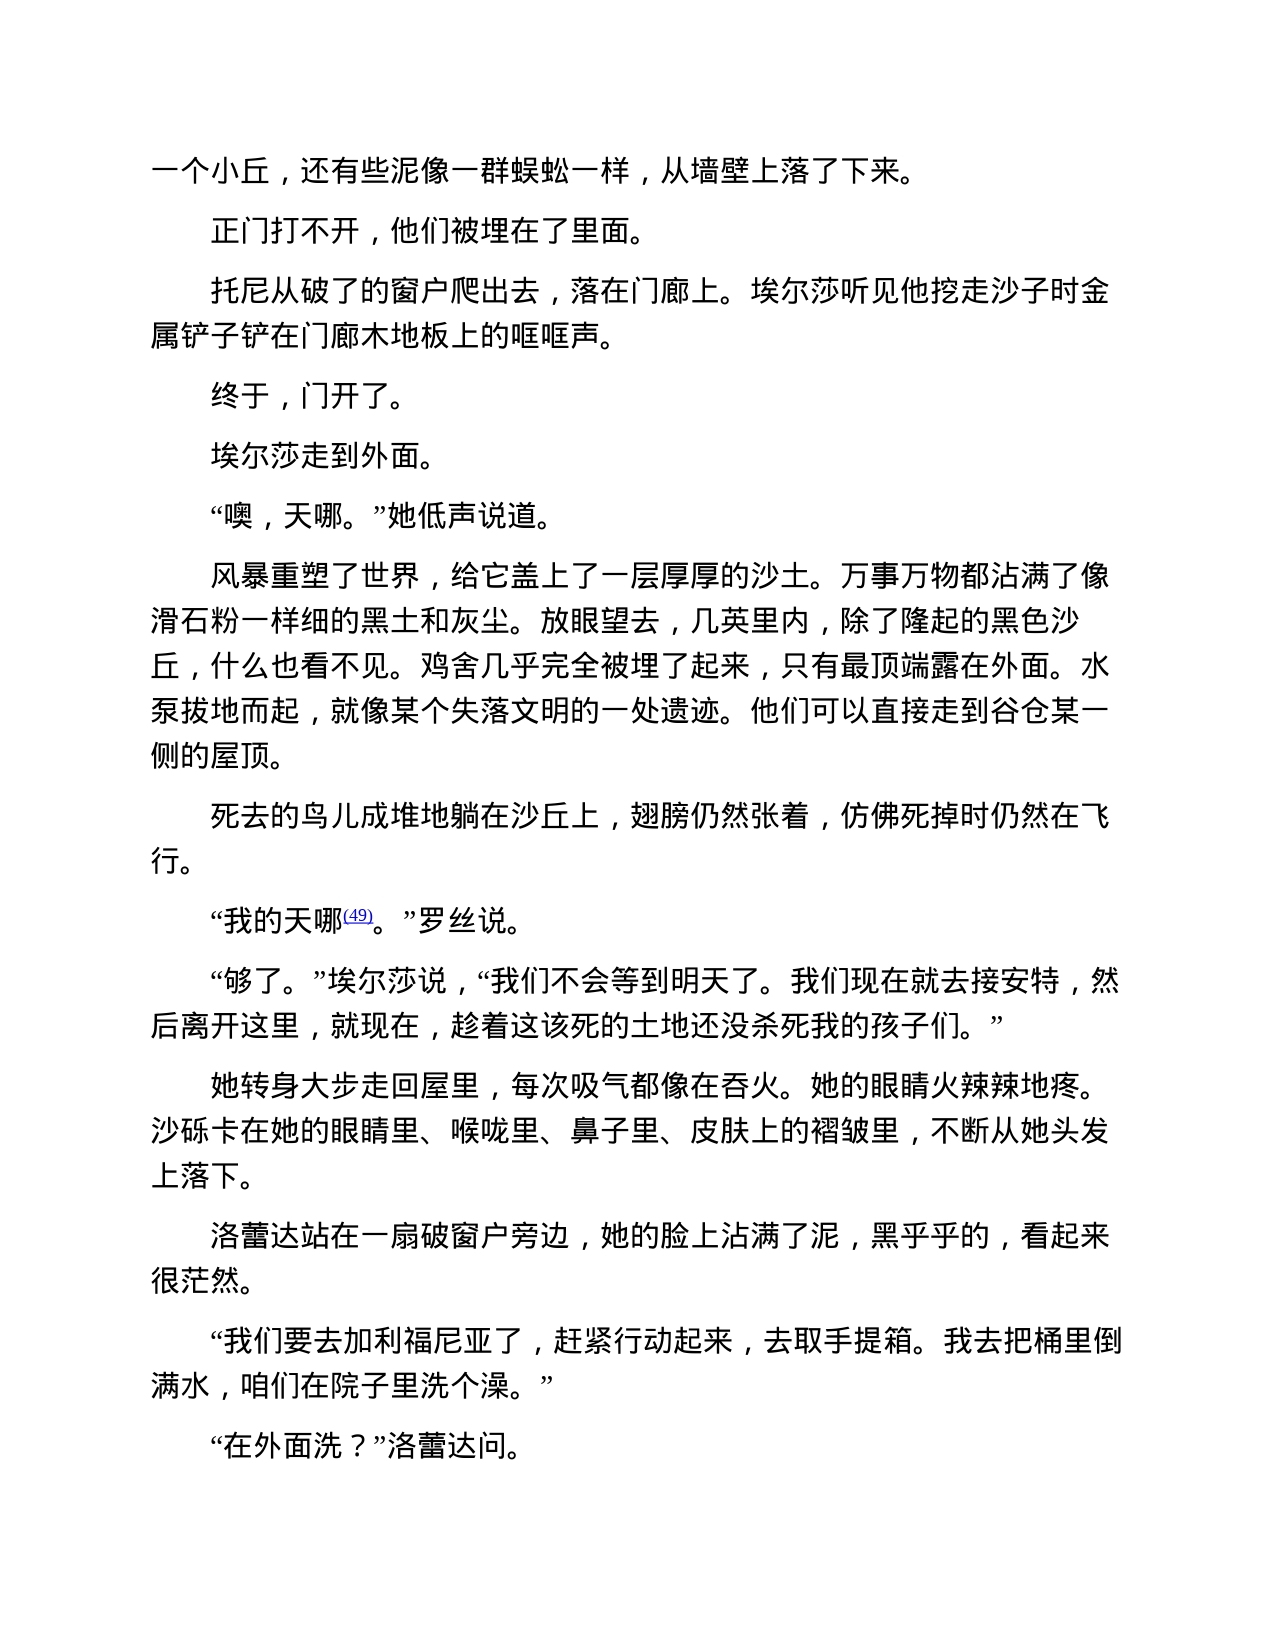 一个小丘，还有些泥像一群蜈蚣一样，从墙壁上落了下来。
正门打不开，他们被埋在了里面。
托尼从破了的窗户爬出去，落在门廊上。埃尔莎听见他挖走沙子时金
属铲子铲在门廊木地板上的哐哐声。
终于，门开了。
埃尔莎走到外面。
“噢，天哪。”她低声说道。
风暴重塑了世界，给它盖上了一层厚厚的沙土。万事万物都沾满了像
滑石粉一样细的黑土和灰尘。放眼望去，几英里内，除了隆起的黑色沙
丘，什么也看不见。鸡舍几乎完全被埋了起来，只有最顶端露在外面。水
泵拔地而起，就像某个失落文明的一处遗迹。他们可以直接走到谷仓某一
侧的屋顶。
死去的鸟儿成堆地躺在沙丘上，翅膀仍然张着，仿佛死掉时仍然在飞
行。
“我的天哪(49)。”罗丝说。
“够了。”埃尔莎说，“我们不会等到明天了。我们现在就去接安特，然
后离开这里，就现在，趁着这该死的土地还没杀死我的孩子们。”
她转身大步走回屋里，每次吸气都像在吞火。她的眼睛火辣辣地疼。
沙砾卡在她的眼睛里、喉咙里、鼻子里、皮肤上的褶皱里，不断从她头发
上落下。
洛蕾达站在一扇破窗户旁边，她的脸上沾满了泥，黑乎乎的，看起来
很茫然。
“我们要去加利福尼亚了，赶紧行动起来，去取手提箱。我去把桶里倒
满水，咱们在院子里洗个澡。”
“在外面洗？”洛蕾达问。